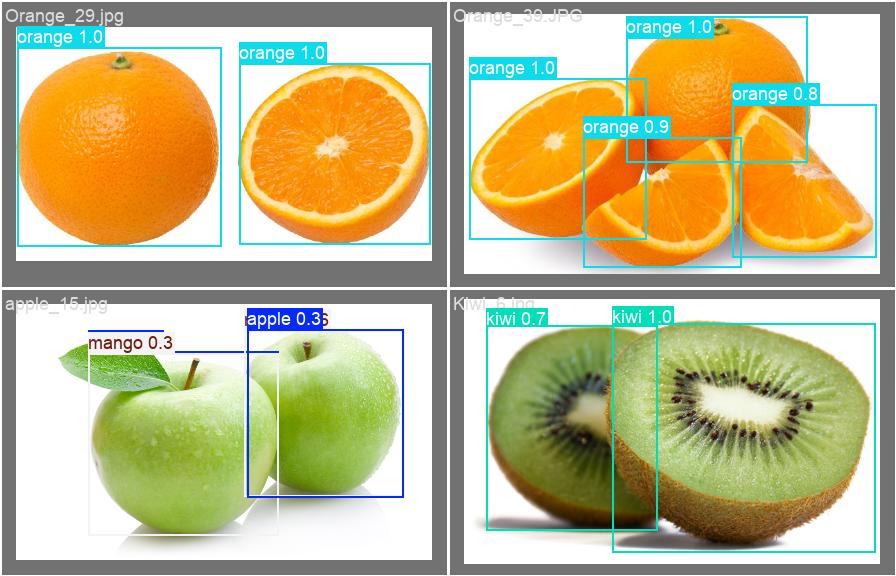 Orange_29.jpg
orange 1.0
orange 1.0
Orange_39.JPG
orange 1.0
orange 1.0
orange 0.8
orange 0.9
apple_15.jpg
mango 0.3
apple 0.3
Kiwi_6.jpg
kiwi 0.7
kiwi 1.0